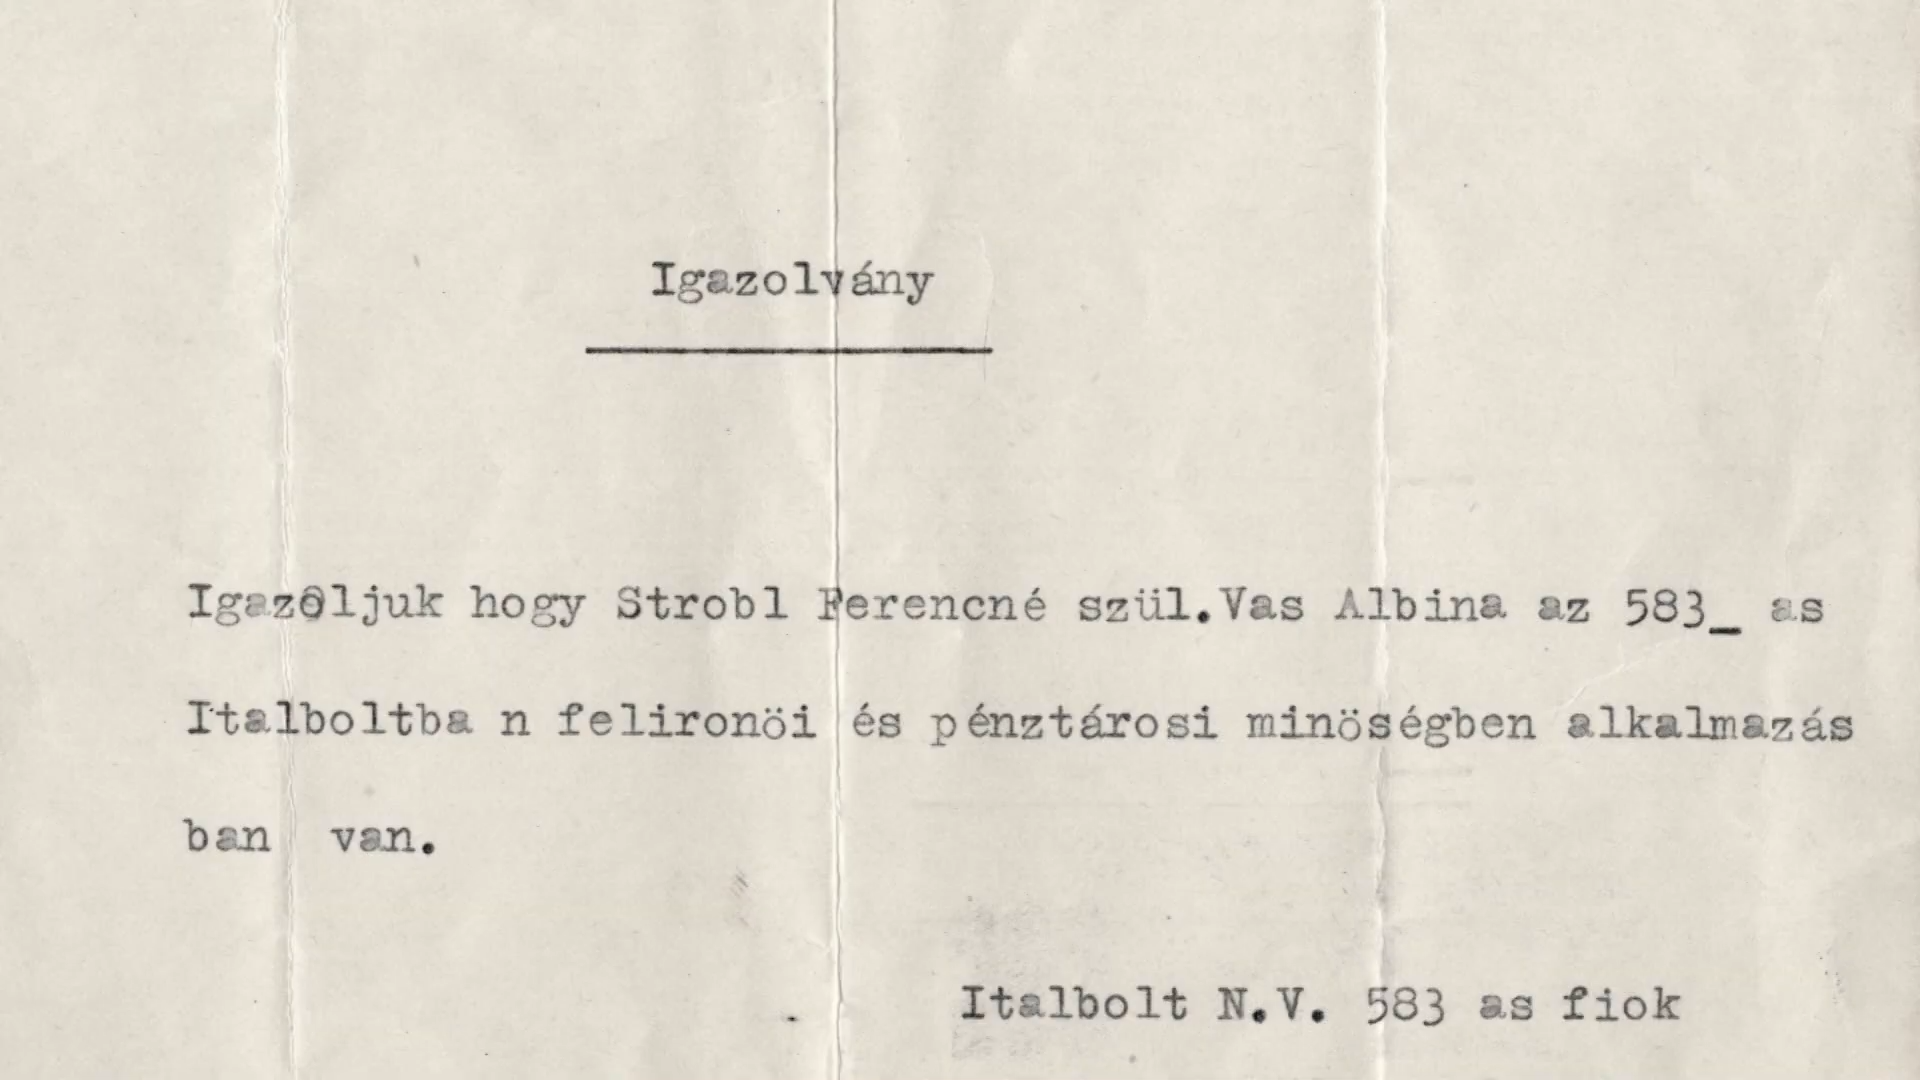 Igazolvány
Igazoljuk hogy Strobl Ferencné szül.Vas Albina az 583_ as
Italboltba n felironöi és pénztárosi minöségben alkalmazás
ban van.
Italbolt N.V. 583 as fiok